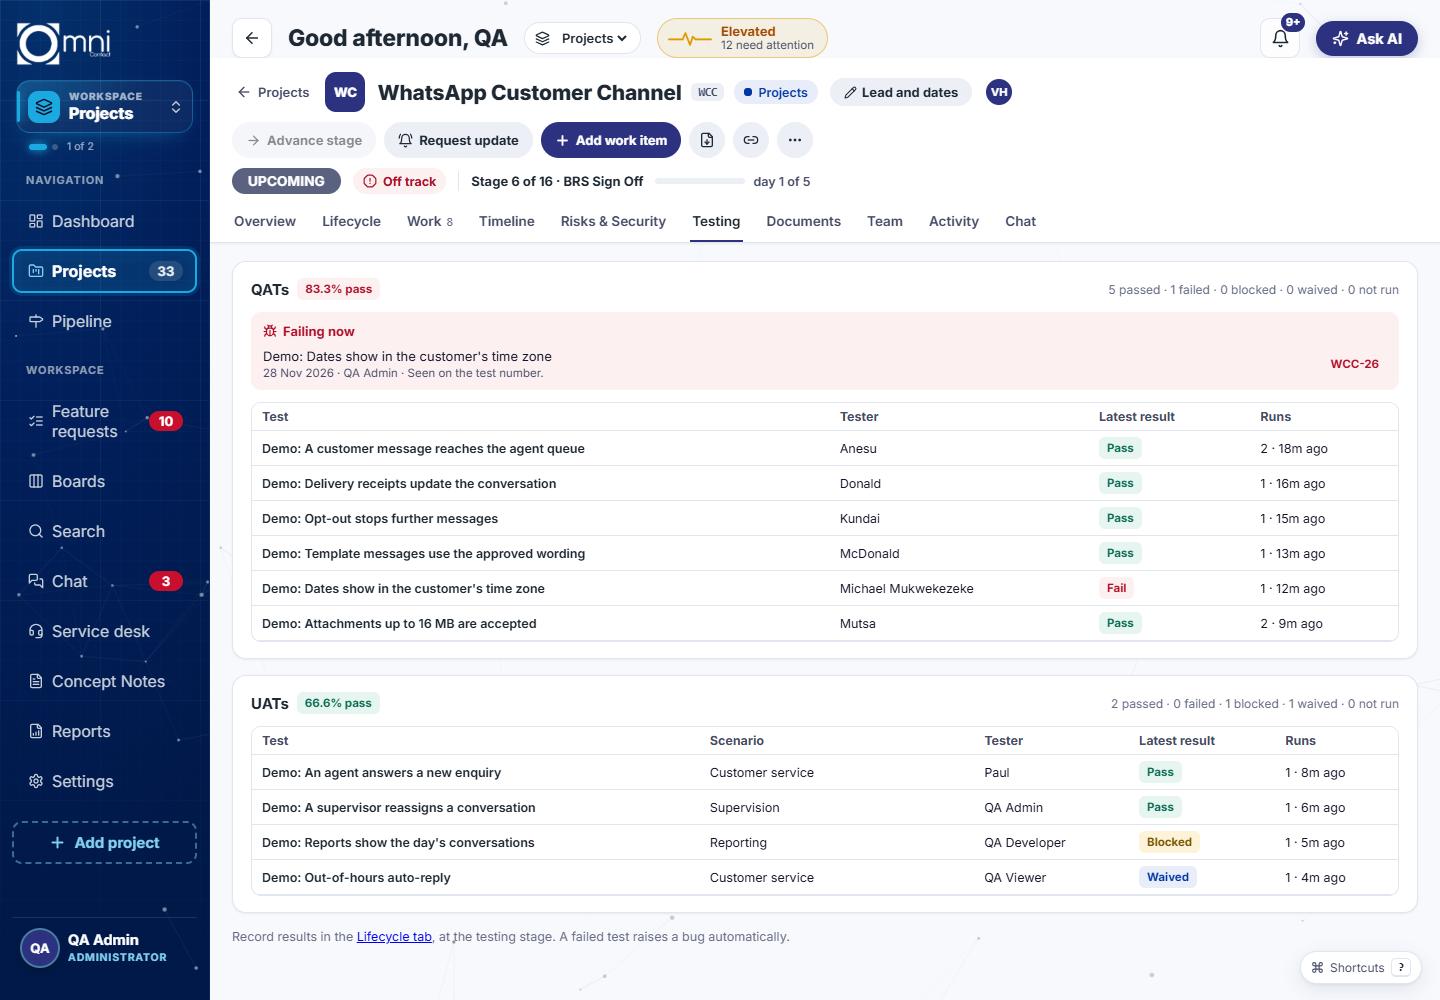 Omni
Contact
WORKSPACE
Projects
1 of 2
NAVIGATION
Dashboard
Projects 33
Pipeline
WORKSPACE
Feature requests 10
Boards
Search
Chat 3
Service desk
Concept Notes
Reports
Settings
+ Add project
QA
QA Admin
ADMINISTRATOR
Good afternoon, QA
Projects
Elevated
12 need attention
9+
Ask AI
Projects
WC
WhatsApp Customer Channel
WCC
Projects
Lead and dates
VH
Advance stage
Request update
+ Add work item
UPCOMING
Off track
Stage 6 of 16 · BRS Sign Off
day 1 of 5
Overview
Lifecycle
Work 8
Timeline
Risks & Security
Testing
Documents
Team
Activity
Chat
QATs 83.3% pass
5 passed · 1 failed · 0 blocked · 0 waived · 0 not run
Failing now
Demo: Dates show in the customer's time zone
28 Nov 2026 · QA Admin · Seen on the test number.
WCC-26
Test Tester Latest result Runs
Demo: A customer message reaches the agent queue Anesu Pass 2 · 18m ago
Demo: Delivery receipts update the conversation Donald Pass 1 · 16m ago
Demo: Opt-out stops further messages Kundai Pass 1 · 15m ago
Demo: Template messages use the approved wording McDonald Pass 1 · 13m ago
Demo: Dates show in the customer's time zone Michael Mukwekezeke Fail 1 · 12m ago
Demo: Attachments up to 16 MB are accepted Mutsa Pass 2 · 9m ago
UATs 66.6% pass
2 passed · 0 failed · 1 blocked · 1 waived · 0 not run
Test Scenario Tester Latest result Runs
Demo: An agent answers a new enquiry Customer service Paul Pass 1 · 8m ago
Demo: A supervisor reassigns a conversation Supervision QA Admin Pass 1 · 6m ago
Demo: Reports show the day's conversations Reporting QA Developer Blocked 1 · 5m ago
Demo: Out-of-hours auto-reply Customer service QA Viewer Waived 1 · 4m ago
Record results in the Lifecycle tab, at the testing stage. A failed test raises a bug automatically.
⌘ Shortcuts ?